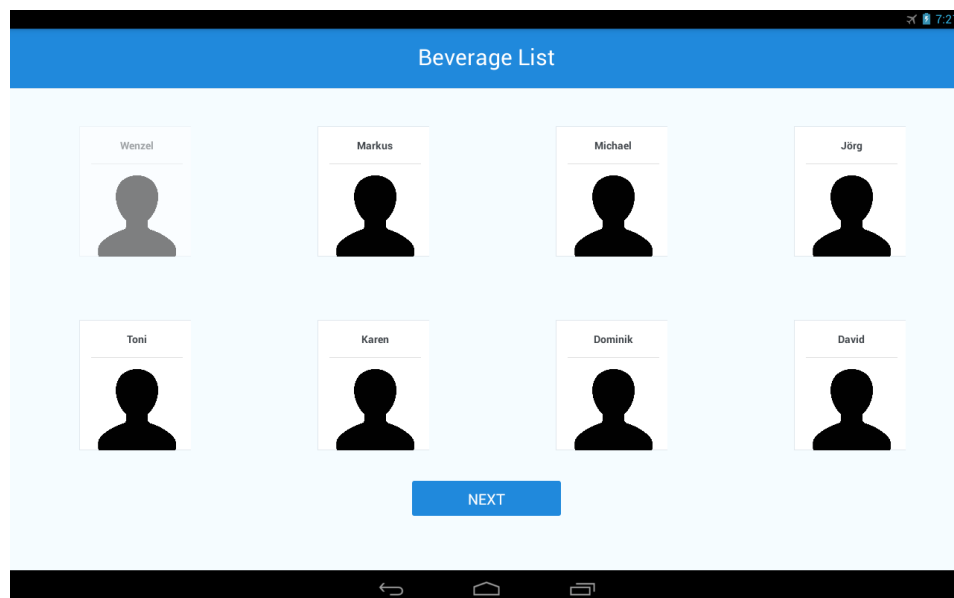 7:2
Beverage List
Wenzel
Markus
Michael
Jörg
Toni
Karen
Dominik
David
NEXT